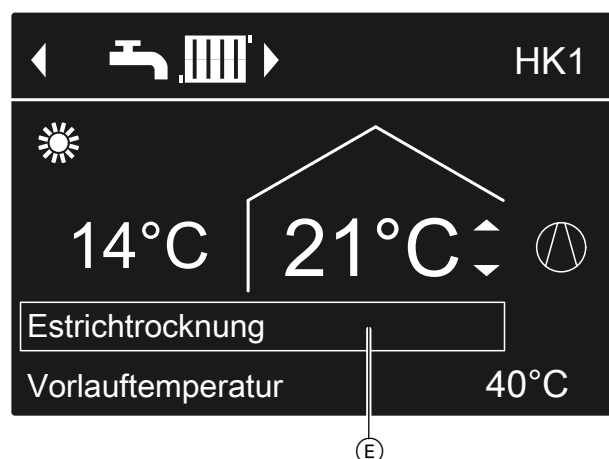 HK1
14°C 21°C
Estrichtrocknung
Vorlauftemperatur 40°C
E